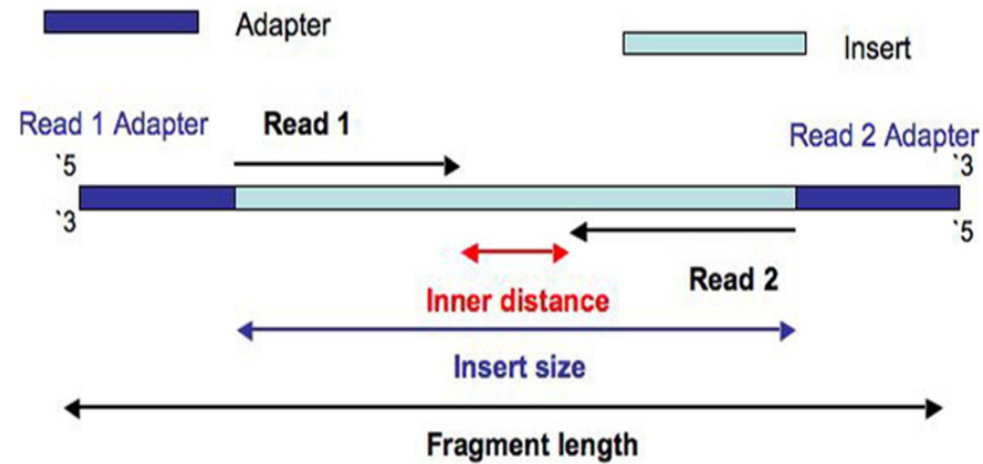 Adapter
Insert
Read 1 Adapter
Read 1
Read 2 Adapter
`5
`3
`3
`5
Read 2
Inner distance
Insert size
Fragment length